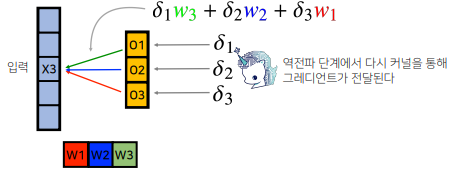 δ₁w₃ + δ₂w₂ + δ₃w₁
입력
X3
O1
O2
O3
δ₁
δ₂
δ₃
역전파 단계에서 다시 커널을 통해
그레디언트가 전달된다
W1 W2 W3